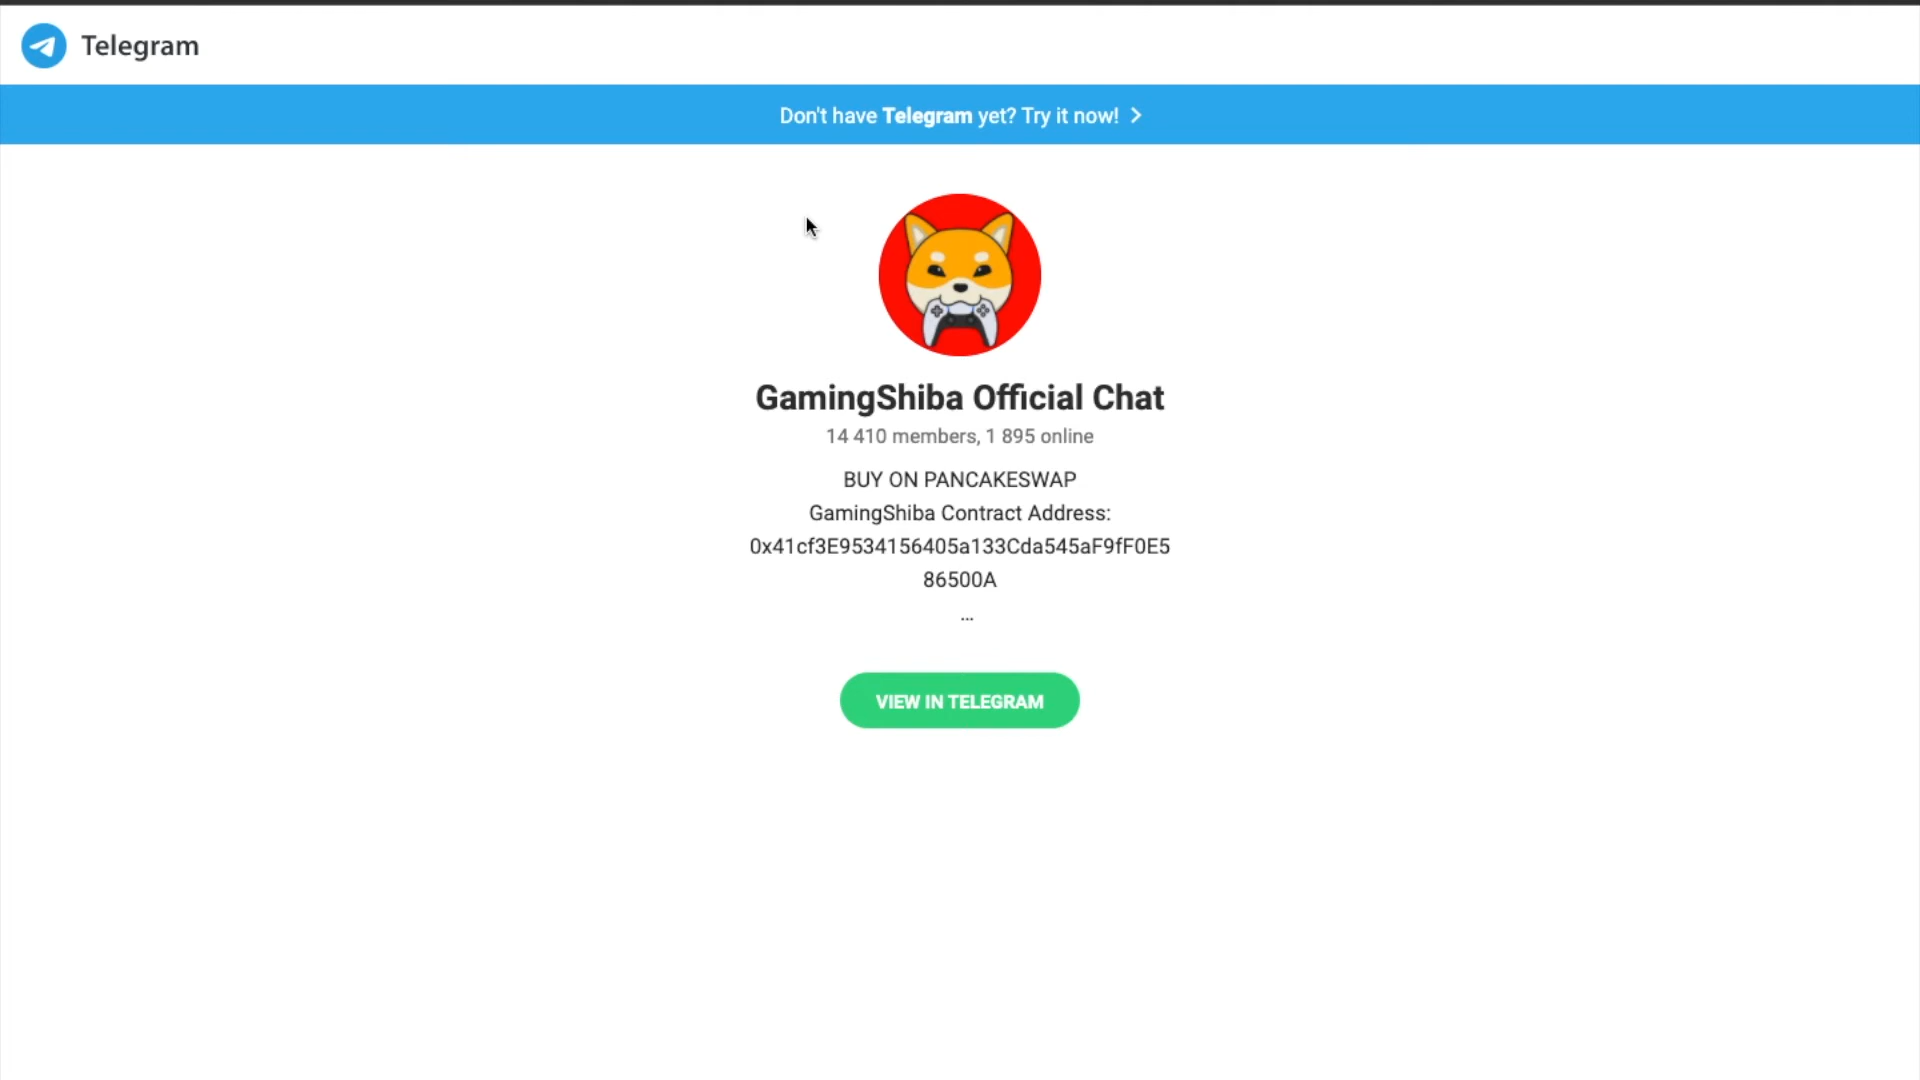 Telegram
Don't have Telegram yet? Try it now!
GamingShiba Official Chat
14 410 members, 1 895 online
BUY ON PANCAKESWAP
GamingShiba Contract Address:
0x41cf3E9534156405a133Cda545aF9fF0E5
86500A
...
VIEW IN TELEGRAM